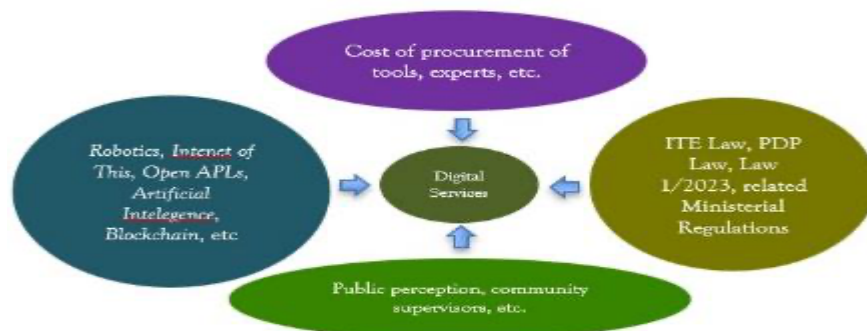 Cost of procurement of
tools, experts, etc.
Robotics, Intenet of
This, Open APLs,
Artificial
Intelegence,
Blockchain, etc
Digital
Services
ITE Law, PDP
Law, Law
1/2023, related
Ministerial
Regulations
Public perception, community
supervisors, etc.